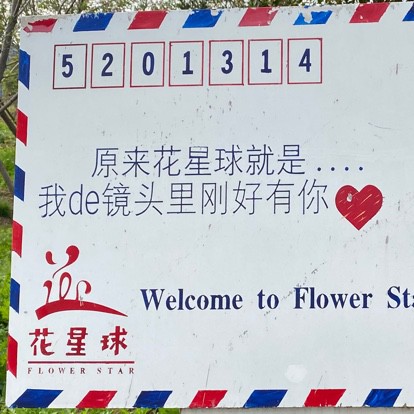 5201314
原来花星球就是....
我de镜头里刚好有你
Welcome to Flower Sta
花星球
FLOWER STAR